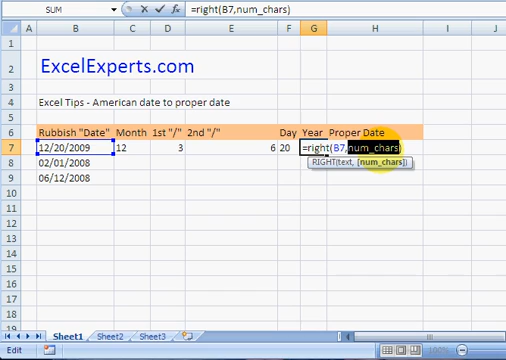 SUM =right(B7,num_chars)
A B C D E F G H I J
1
2 ExcelExperts.com
3
4 Excel Tips - American date to proper date
5
6 Rubbish "Date" Month 1st "/" 2nd "/" Day Year Proper Date
7 12/20/2009 12 3 6 20 =right(B7,num_chars)
RIGHT(text, [num_chars])
8 02/01/2008
9 06/12/2008
10
11
12
13
14
15
16
17
18
19
Sheet1 Sheet2 Sheet3
Edit 100%